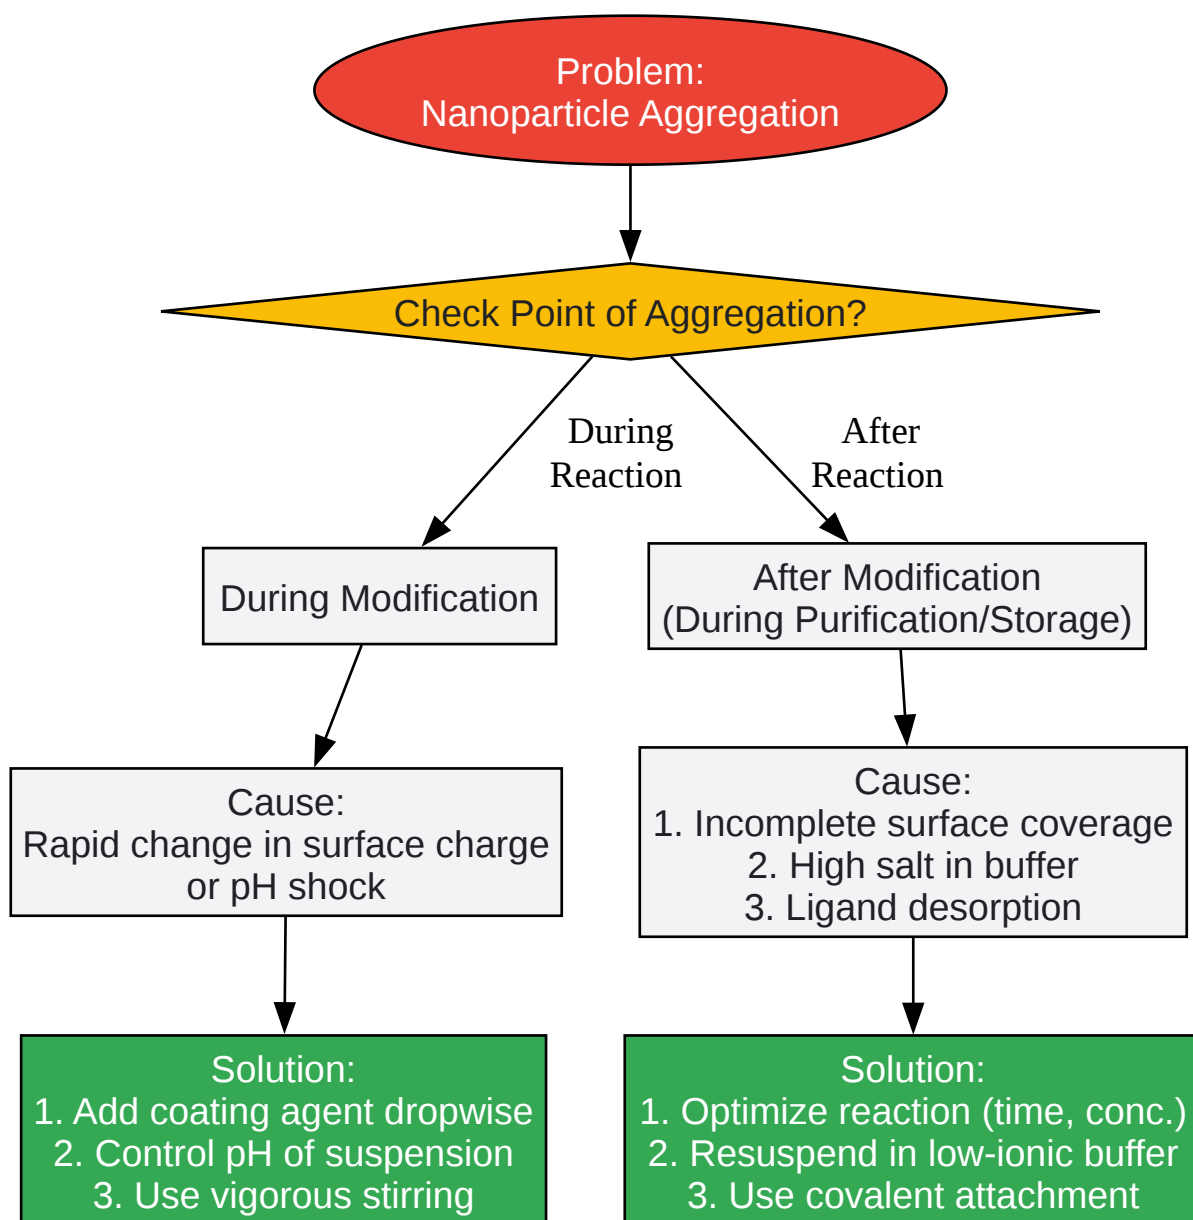 Problem:
Nanoparticle Aggregation
Check Point of Aggregation?
During
Reaction
After
Reaction
During Modification
After Modification
(During Purification/Storage)
Cause:
Rapid change in surface charge
or pH shock
Cause:
1. Incomplete surface coverage
2. High salt in buffer
3. Ligand desorption
Solution:
1. Add coating agent dropwise
2. Control pH of suspension
3. Use vigorous stirring
Solution:
1. Optimize reaction (time, conc.)
2. Resuspend in low-ionic buffer
3. Use covalent attachment